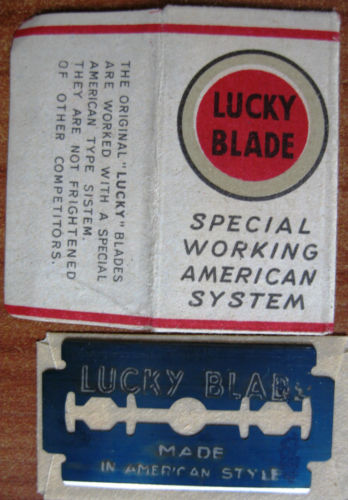 THE ORIGINAL "LUCKY" BLADES
ARE WORKED WITH A SPECIAL
AMERICAN TYPE SISTEM.
THEY ARE NOT FRIGHTENED
OF OTHER COMPETITORS.
LUCKY
BLADE
SPECIAL
WORKING
AMERICAN
SYSTEM
LUCKY BLADE
MADE
IN AMERICAN STYLE